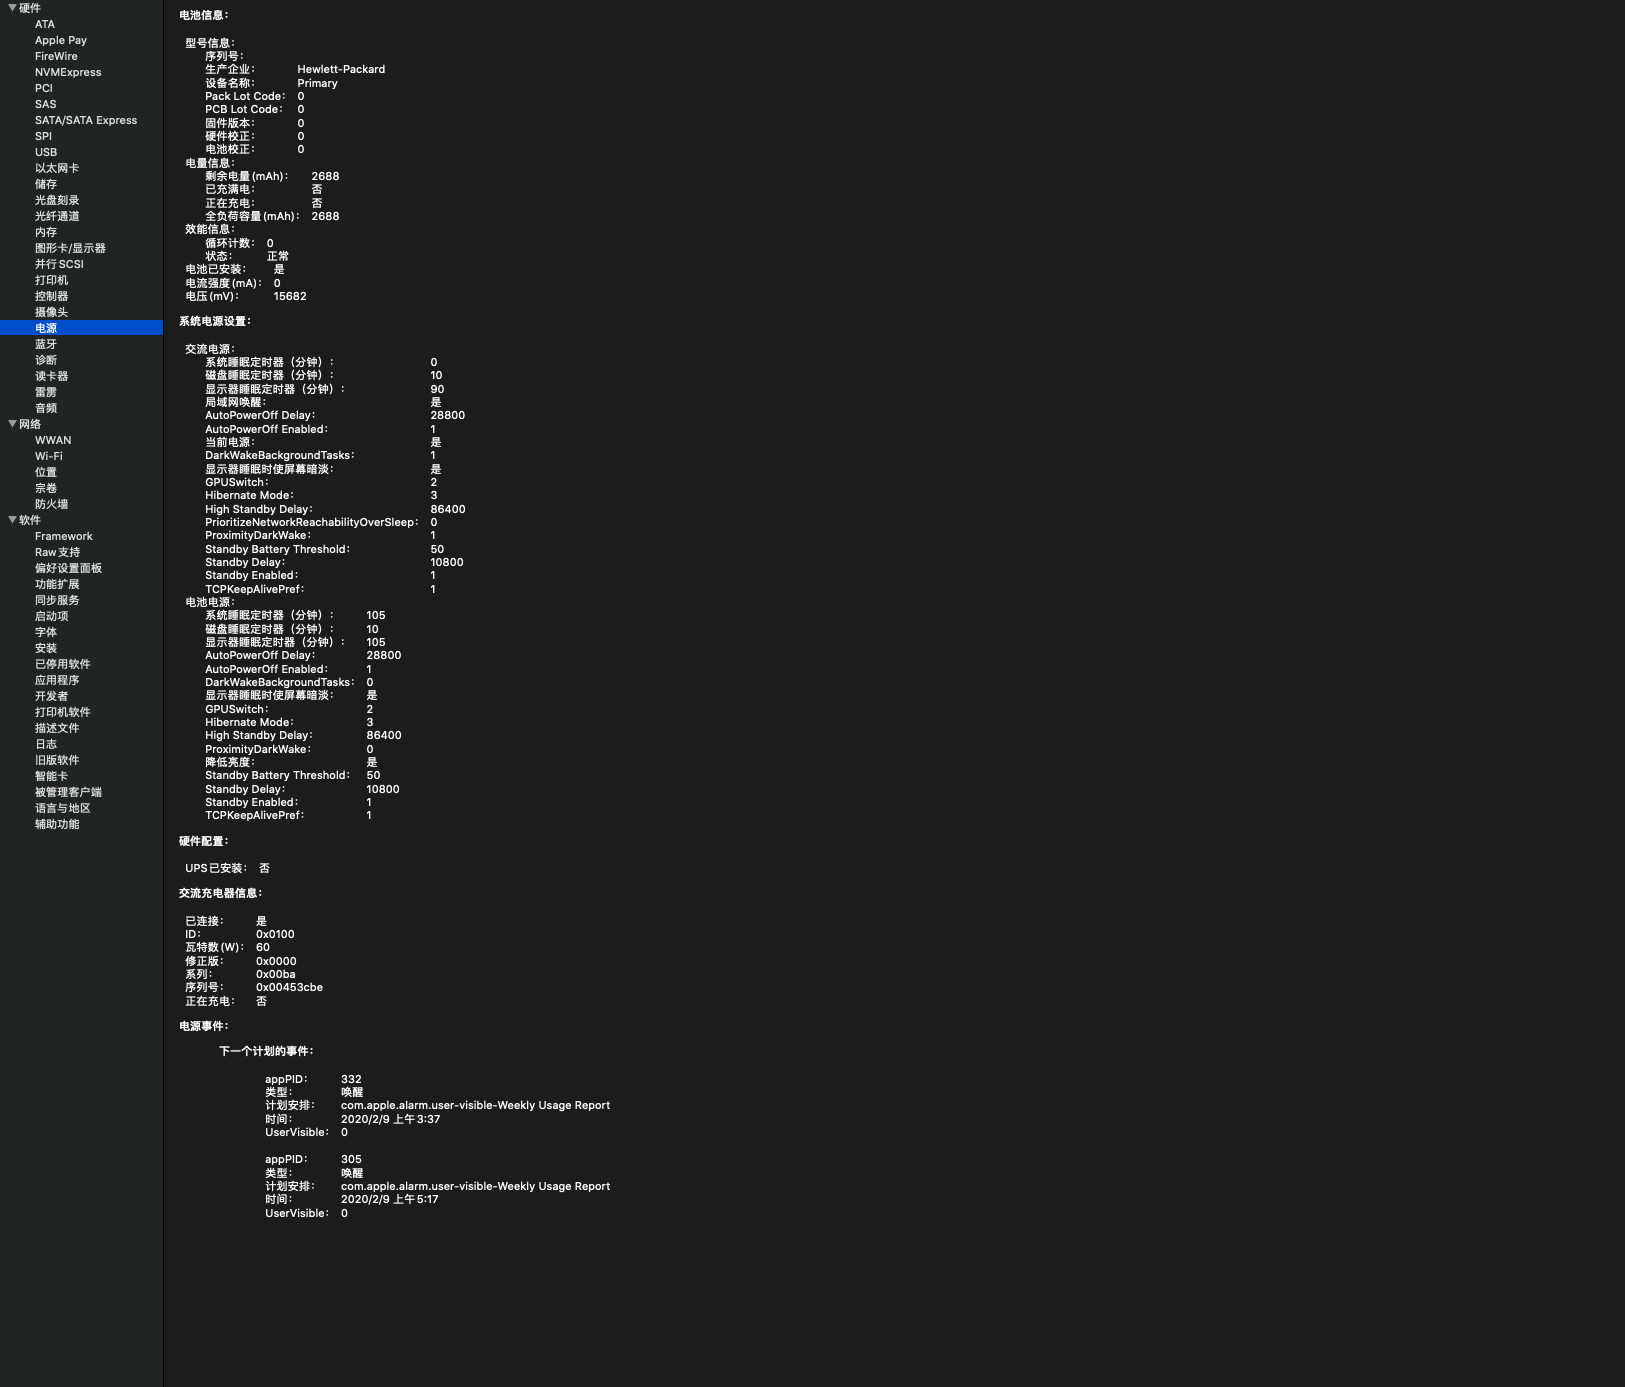 硬件
ATA
Apple Pay
FireWire
NVMExpress
PCI
SAS
SATA/SATA Express
SPI
USB
以太网卡
储存
光盘刻录
光纤通道
内存
图形卡/显示器
并行 SCSI
打印机
控制器
摄像头
电源
蓝牙
诊断
读卡器
雷雳
音频
网络
WWAN
Wi-Fi
位置
宗卷
防火墙
软件
Framework
Raw 支持
偏好设置面板
功能扩展
同步服务
启动项
字体
安装
已停用软件
应用程序
开发者
打印机软件
描述文件
日志
旧版软件
智能卡
被管理客户端
语言与地区
辅助功能
电池信息：
型号信息：
序列号：
生产企业： Hewlett-Packard
设备名称： Primary
Pack Lot Code： 0
PCB Lot Code： 0
固件版本： 0
硬件校正： 0
电池校正： 0
电量信息：
剩余电量 (mAh)： 2688
已充满电： 否
正在充电： 否
全负荷容量 (mAh)： 2688
效能信息：
循环计数： 0
状态： 正常
电池已安装： 是
电流强度 (mA)： 0
电压 (mV)： 15682
系统电源设置：
交流电源：
系统睡眠定时器（分钟）： 0
磁盘睡眠定时器（分钟）： 10
显示器睡眠定时器（分钟）： 90
局域网唤醒： 是
AutoPowerOff Delay： 28800
AutoPowerOff Enabled： 1
当前电源： 是
DarkWakeBackgroundTasks： 1
显示器睡眠时使屏幕暗淡： 是
GPUSwitch： 2
Hibernate Mode： 3
High Standby Delay： 86400
PrioritizeNetworkReachabilityOverSleep： 0
ProximityDarkWake： 1
Standby Battery Threshold： 50
Standby Delay： 10800
Standby Enabled： 1
TCPKeepAlivePref： 1
电池电源：
系统睡眠定时器（分钟）： 105
磁盘睡眠定时器（分钟）： 10
显示器睡眠定时器（分钟）： 105
AutoPowerOff Delay： 28800
AutoPowerOff Enabled： 1
DarkWakeBackgroundTasks： 0
显示器睡眠时使屏幕暗淡： 是
GPUSwitch： 2
Hibernate Mode： 3
High Standby Delay： 86400
ProximityDarkWake： 0
降低亮度： 是
Standby Battery Threshold： 50
Standby Delay： 10800
Standby Enabled： 1
TCPKeepAlivePref： 1
硬件配置：
UPS 已安装： 否
交流充电器信息：
已连接： 是
ID： 0x0100
瓦特数 (W)： 60
修正版： 0x0000
系列： 0x00ba
序列号： 0x00453cbe
正在充电： 否
电源事件：
下一个计划的事件：
appPID： 332
类型： 唤醒
计划安排： com.apple.alarm.user-visible-Weekly Usage Report
时间： 2020/2/9 上午3:37
UserVisible： 0
appPID： 305
类型： 唤醒
计划安排： com.apple.alarm.user-visible-Weekly Usage Report
时间： 2020/2/9 上午5:17
UserVisible： 0